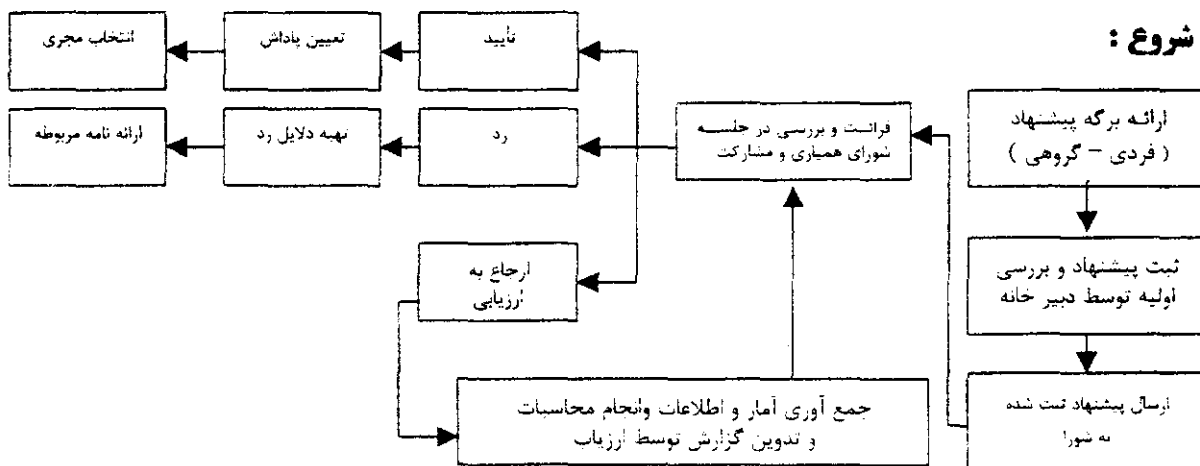 شروع :
ارائه برگه پیشنهاد
( فردی – گروهی )
ثبت پیشنهاد و بررسی
اولیه توسط دبیر خانه
ارسال پیشنهاد ثبت شده
به شورا
قرائت و بررسی در جلسه
شورای همیاری و مشارکت
تأیید
تعیین پاداش
انتخاب مجری
رد
تهیه دلایل رد
ارائه نامه مربوطه
ارجاع به
ارزیابی
جمع آوری آمار و اطلاعات وانجام محاسبات
و تدوین گزارش توسط ارزیاب